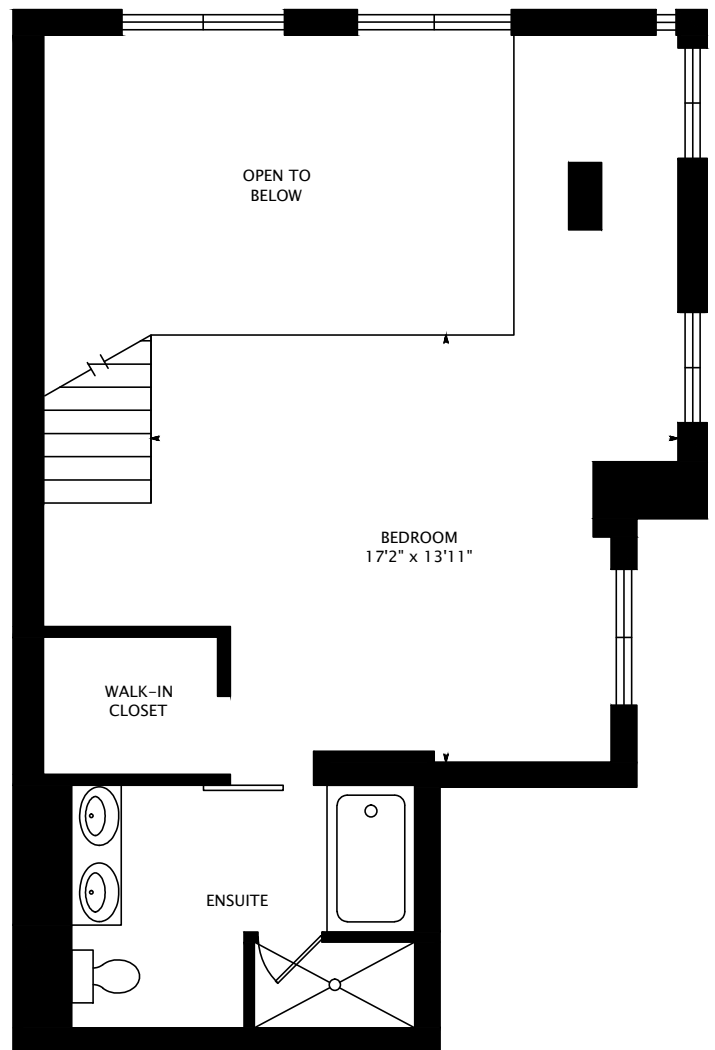 OPEN TO
BELOW
BEDROOM
17'2" x 13'11"
WALK-IN
CLOSET
ENSUITE